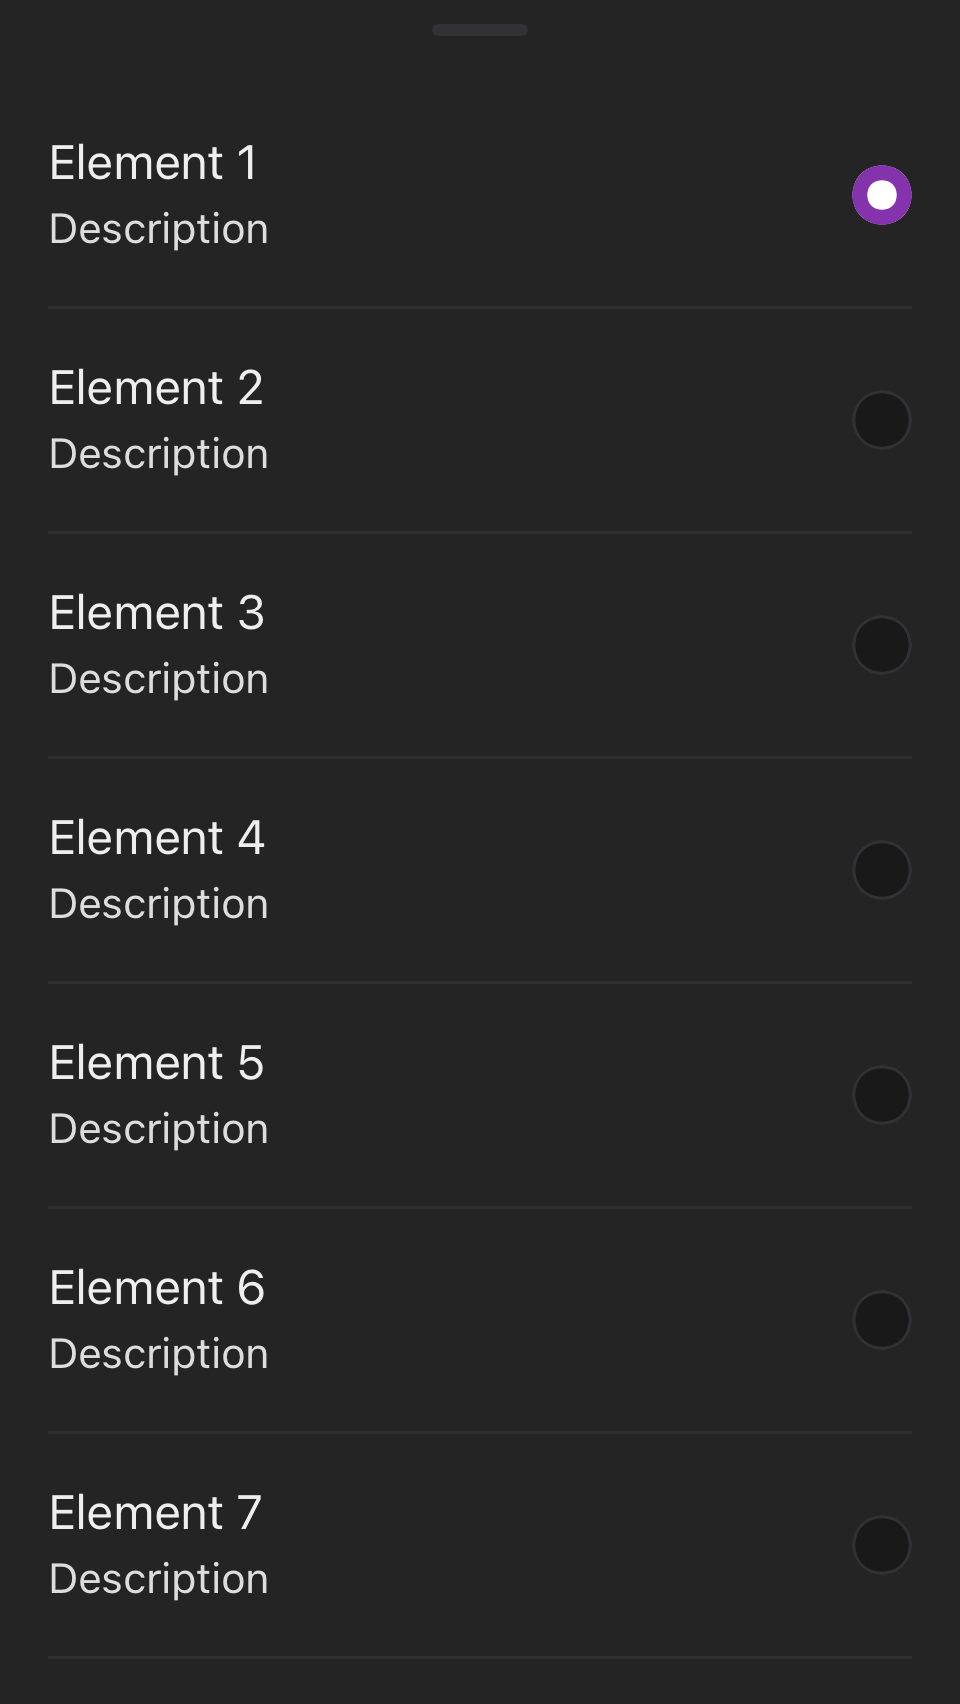 Element 1
Description
Element 2
Description
Element 3
Description
Element 4
Description
Element 5
Description
Element 6
Description
Element 7
Description